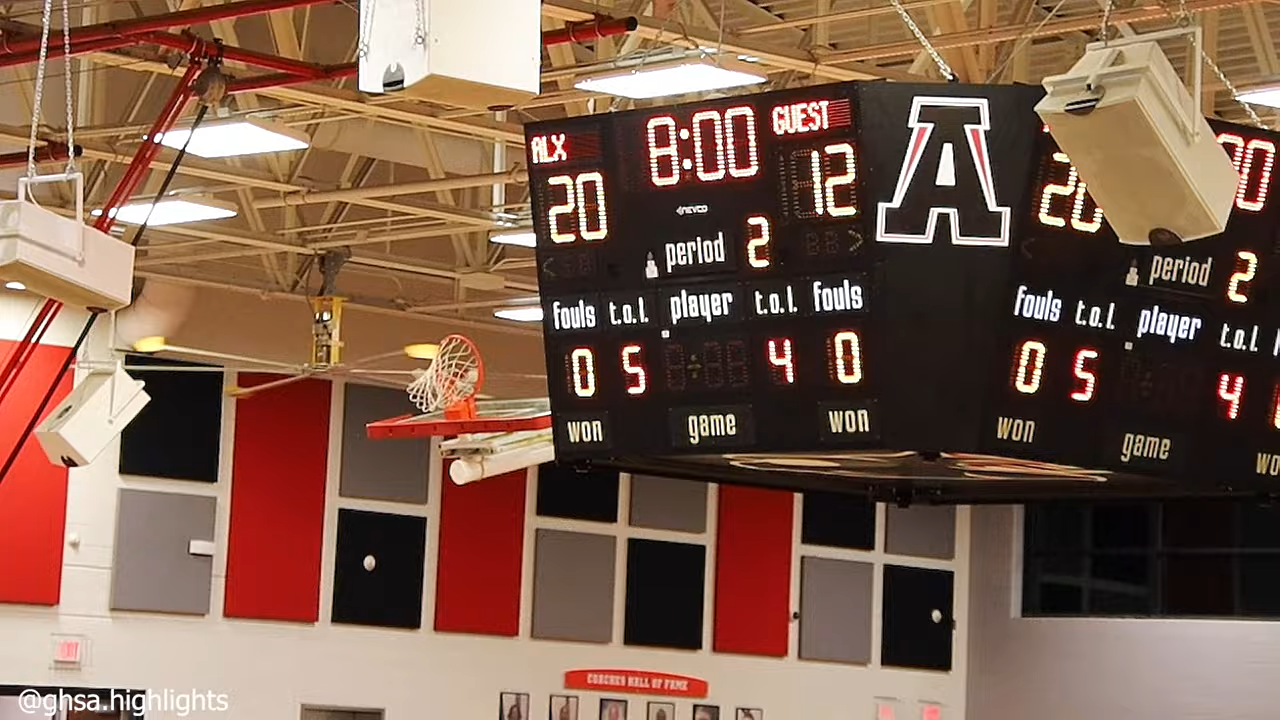 ALX 8:00 GUEST
20 12
NEVCO
period 2
fouls t.o.l. player t.o.l. fouls
0 5 4 0
won game won
A
20
period 2
fouls t.o.l. player t.o.l.
0 5 4
won game
COACHES HALL OF FAME
EXIT
@ghsa.highlights